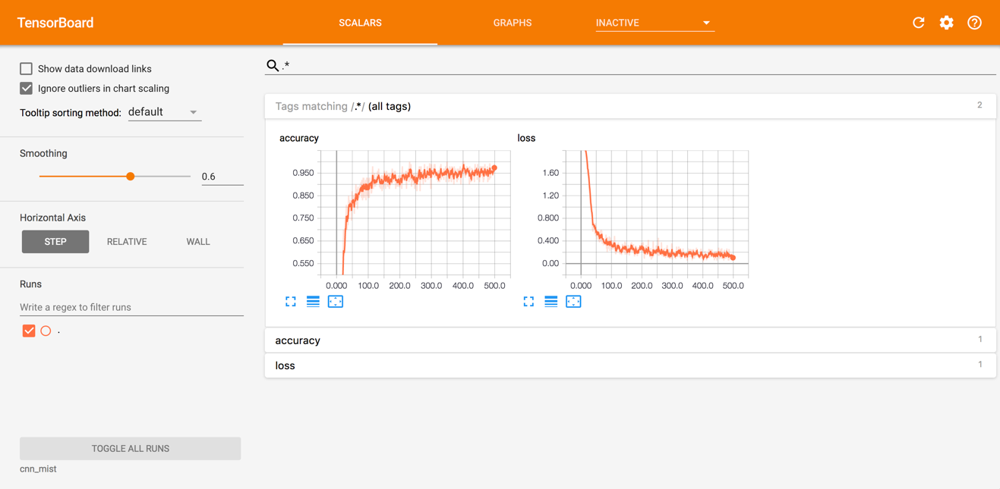 TensorBoard
SCALARS
GRAPHS
INACTIVE
Show data download links
Ignore outliers in chart scaling
Tooltip sorting method: default
Smoothing
0.6
Horizontal Axis
STEP RELATIVE WALL
Runs
Write a regex to filter runs
.
TOGGLE ALL RUNS
cnn_mist
.*
Tags matching /.*/ (all tags) 2
accuracy
0.950
0.850
0.750
0.650
0.550
0.000 100.0 200.0 300.0 400.0 500.0
loss
1.60
1.20
0.800
0.400
0.00
0.000 100.0 200.0 300.0 400.0 500.0
accuracy 1
loss 1